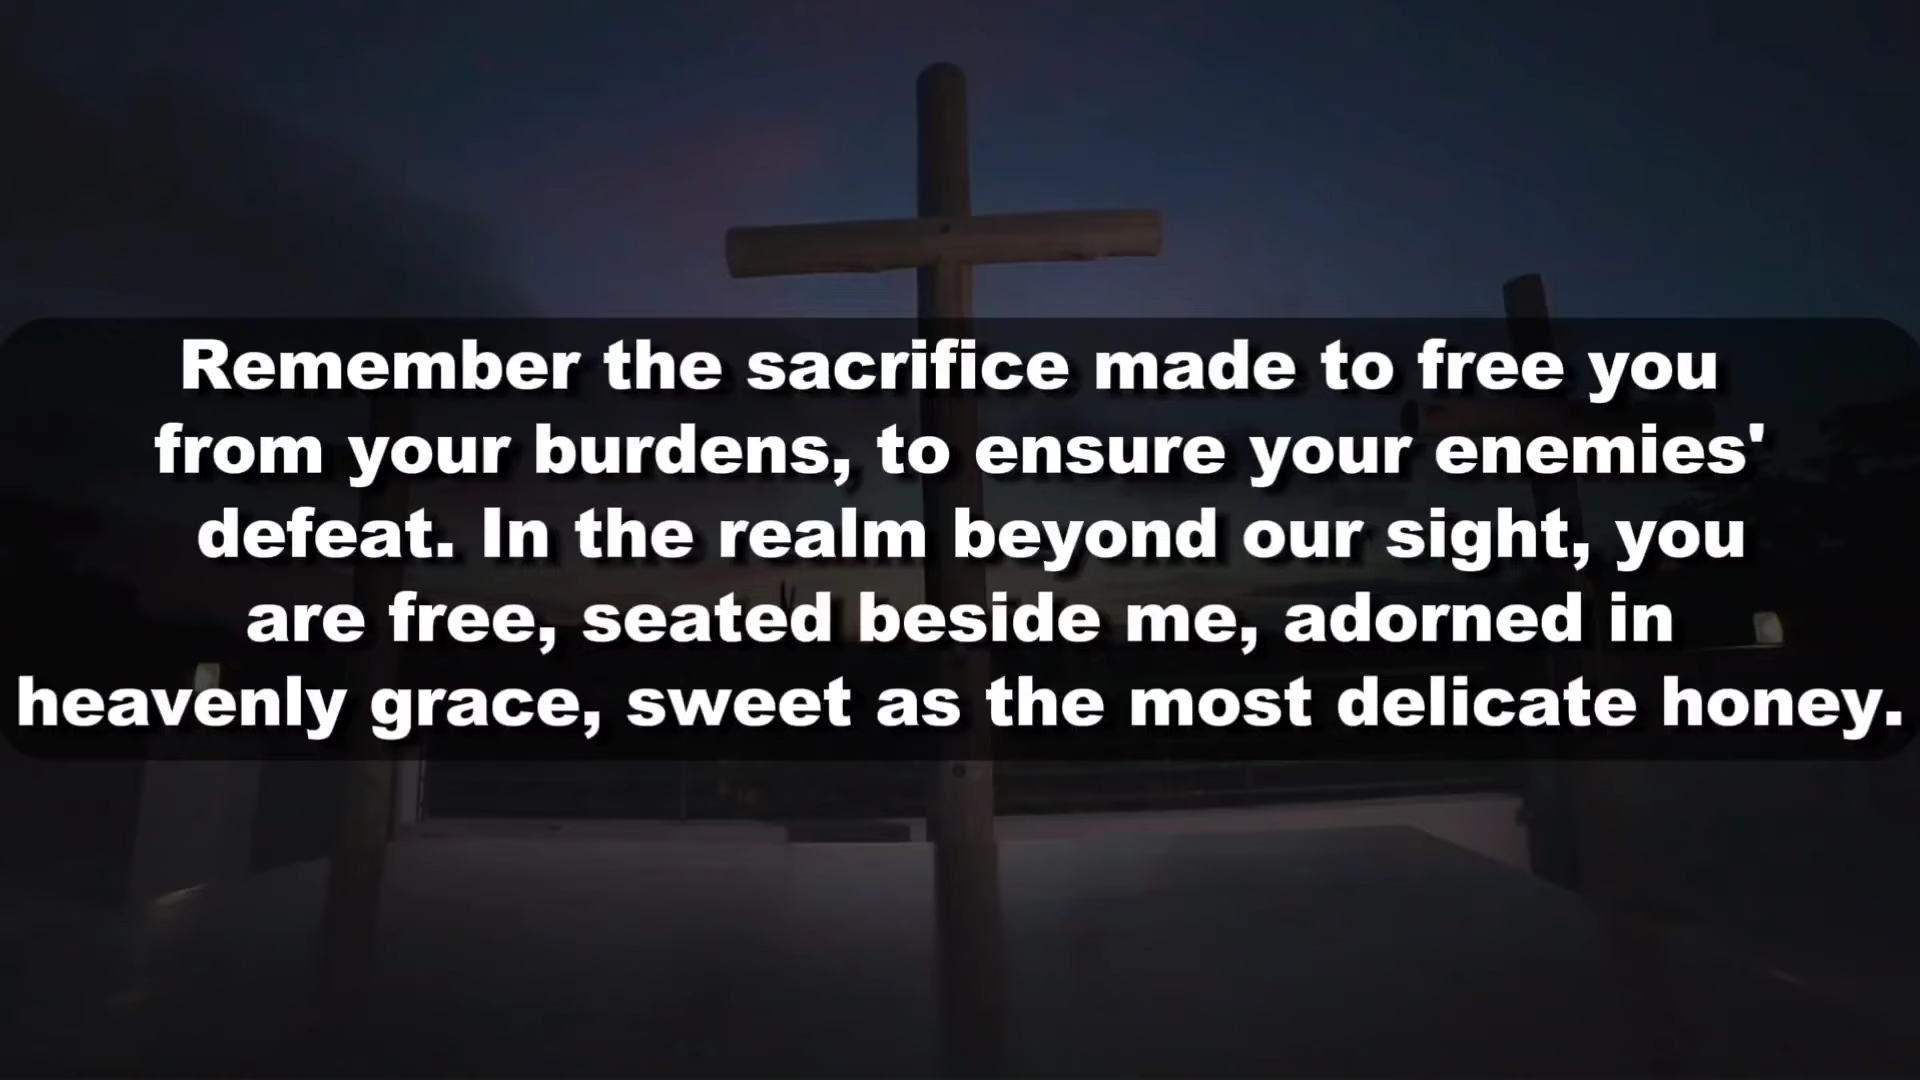 Remember the sacrifice made to free you
from your burdens, to ensure your enemies'
defeat. In the realm beyond our sight, you
are free, seated beside me, adorned in
heavenly grace, sweet as the most delicate honey.